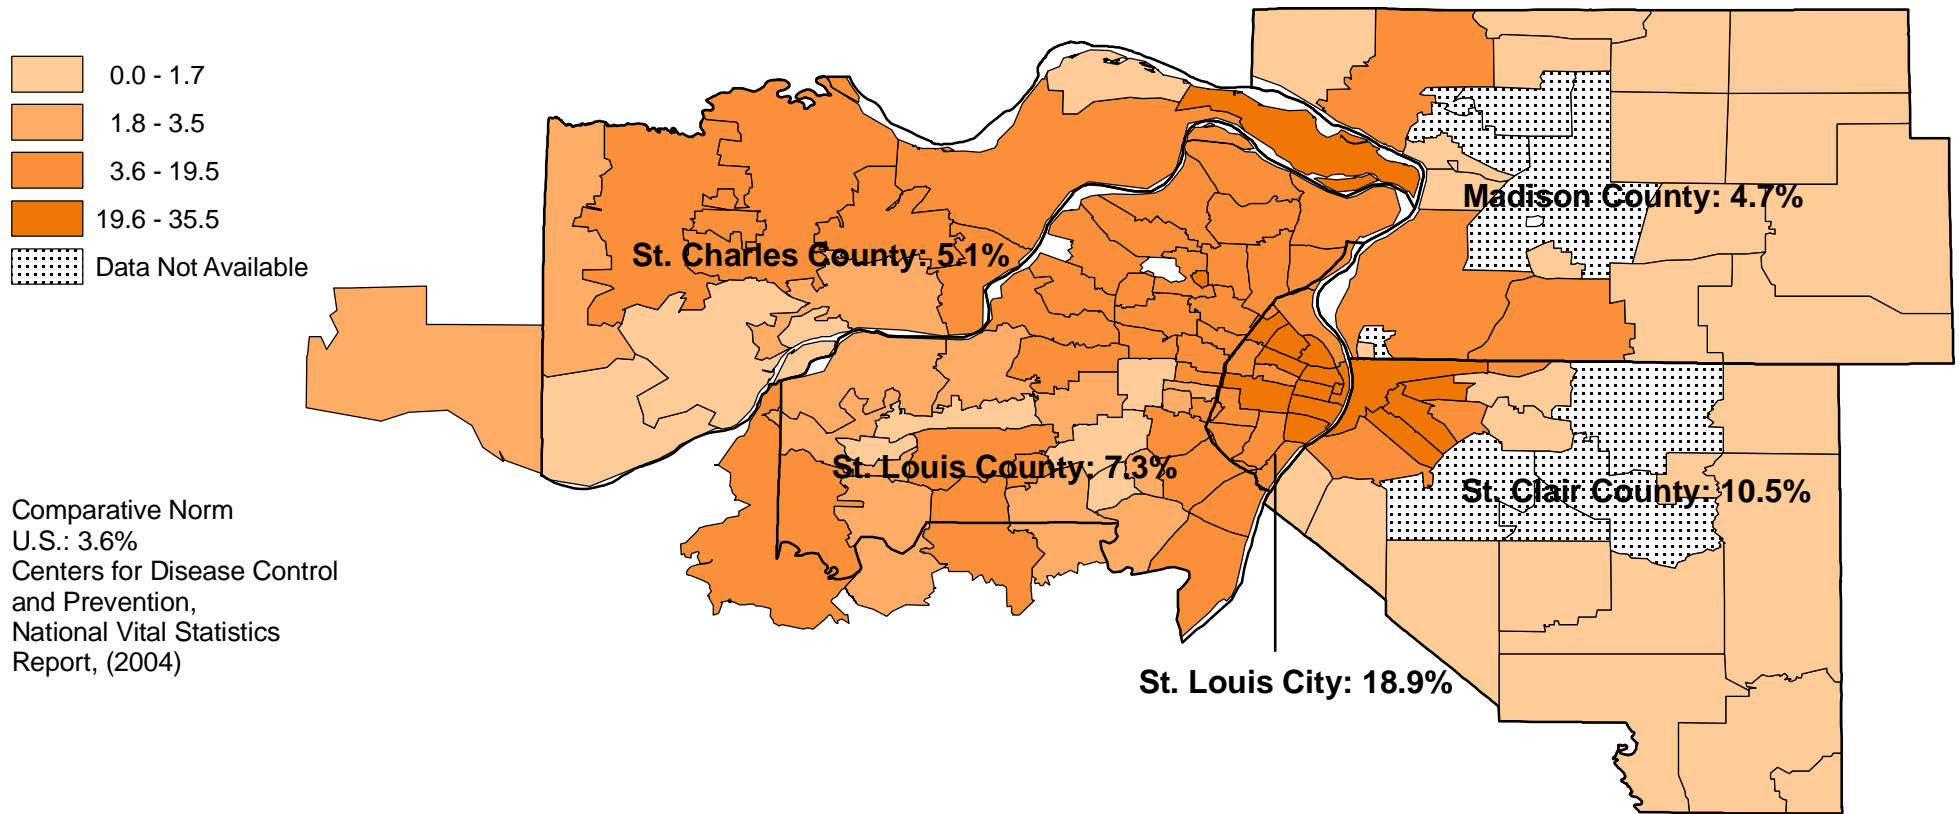 0.0 - 1.7
1.8 - 3.5
3.6 - 19.5
19.6 - 35.5
Data Not Available
Madison County: 4.7%
St. Charles County: 5.1%
St. Louis County: 7.3%
St. Clair County: 10.5%
Comparative Norm
U.S.: 3.6%
Centers for Disease Control
and Prevention,
National Vital Statistics
Report, (2004)
St. Louis City: 18.9%